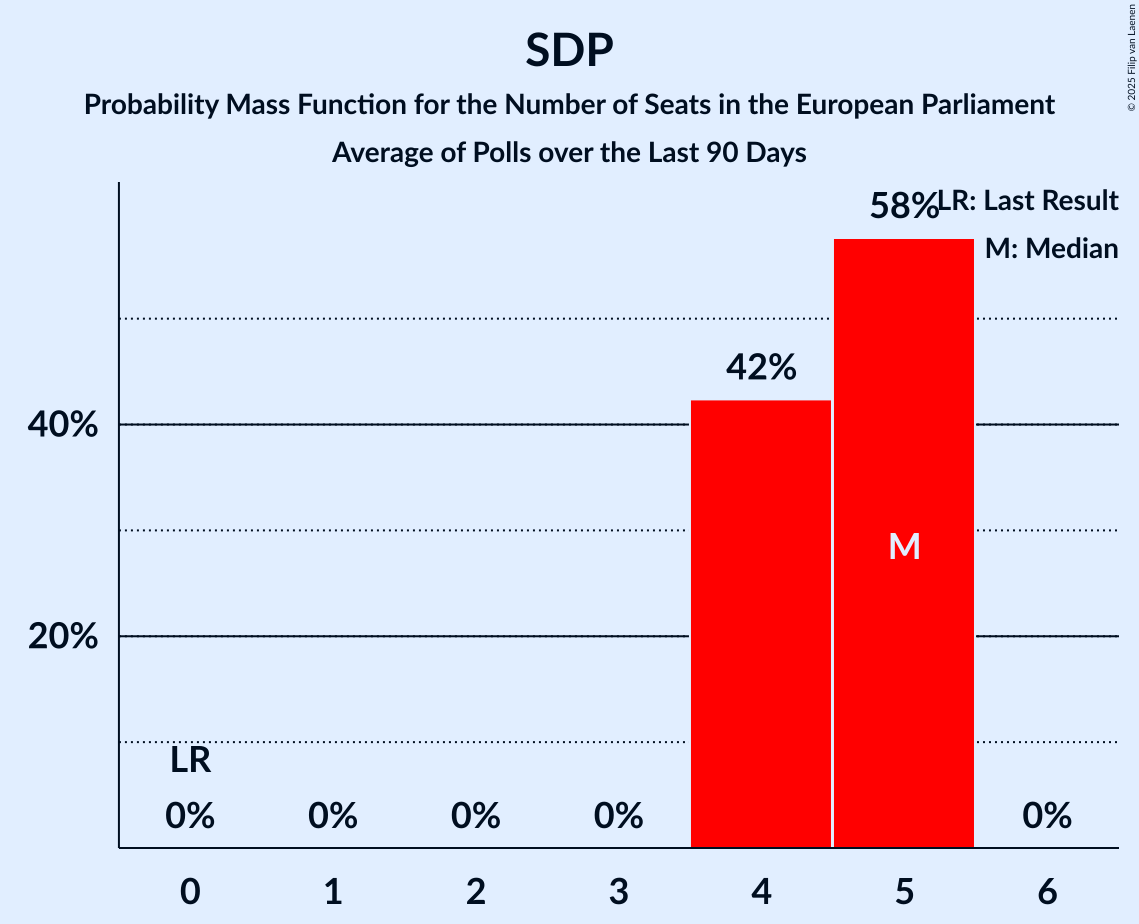 SDP
Probability Mass Function for the Number of Seats in the European Parliament
Average of Polls over the Last 90 Days
© 2025 Filip van Laenen
LR: Last Result
M: Median
58%
42%
40%
M
20%
LR
0% 0% 0% 0% 0%
0 1 2 3 4 5 6